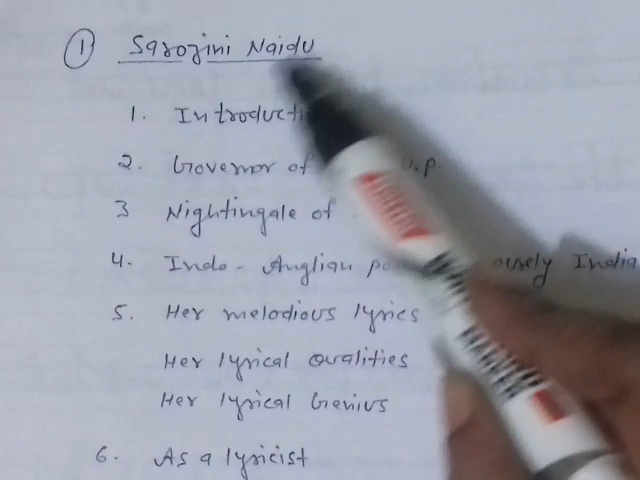 1 Sarojini Naidu
1. Introducti
2. Governor of U.P.
3 Nightingale of
4. Indo-Anglian India
5. Her melodious lyrics
Her lyrical Qualities
Her lyrical Genius
6. As a lyricist